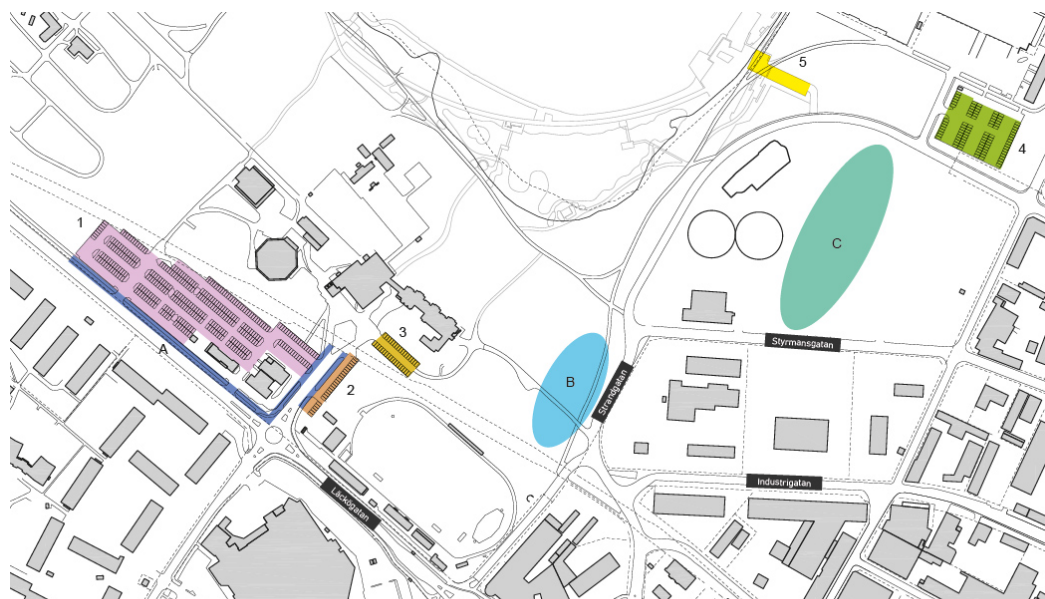 5
4
1
C
3
Styrmansgatan
A
B
2
Strandgatan
Industrigatan
Läckögatan